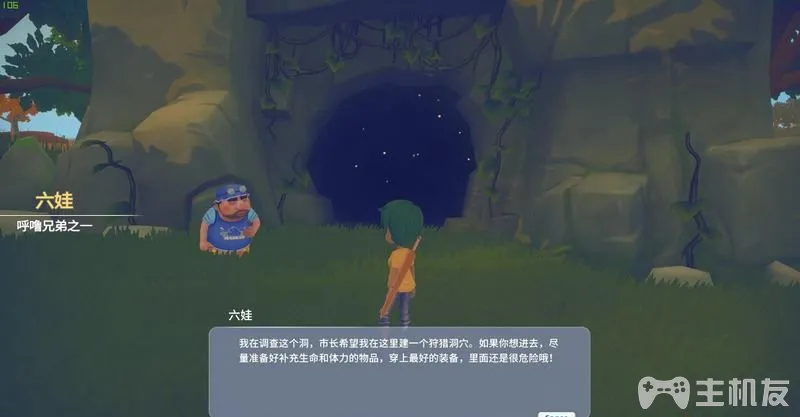 106
六娃
呼噜兄弟之一
六娃
我在调查这个洞，市长希望我在这里建一个狩猎洞穴。如果你想进去，尽
量准备好补充生命和体力的物品，穿上最好的装备，里面还是很危险哦！
主机友